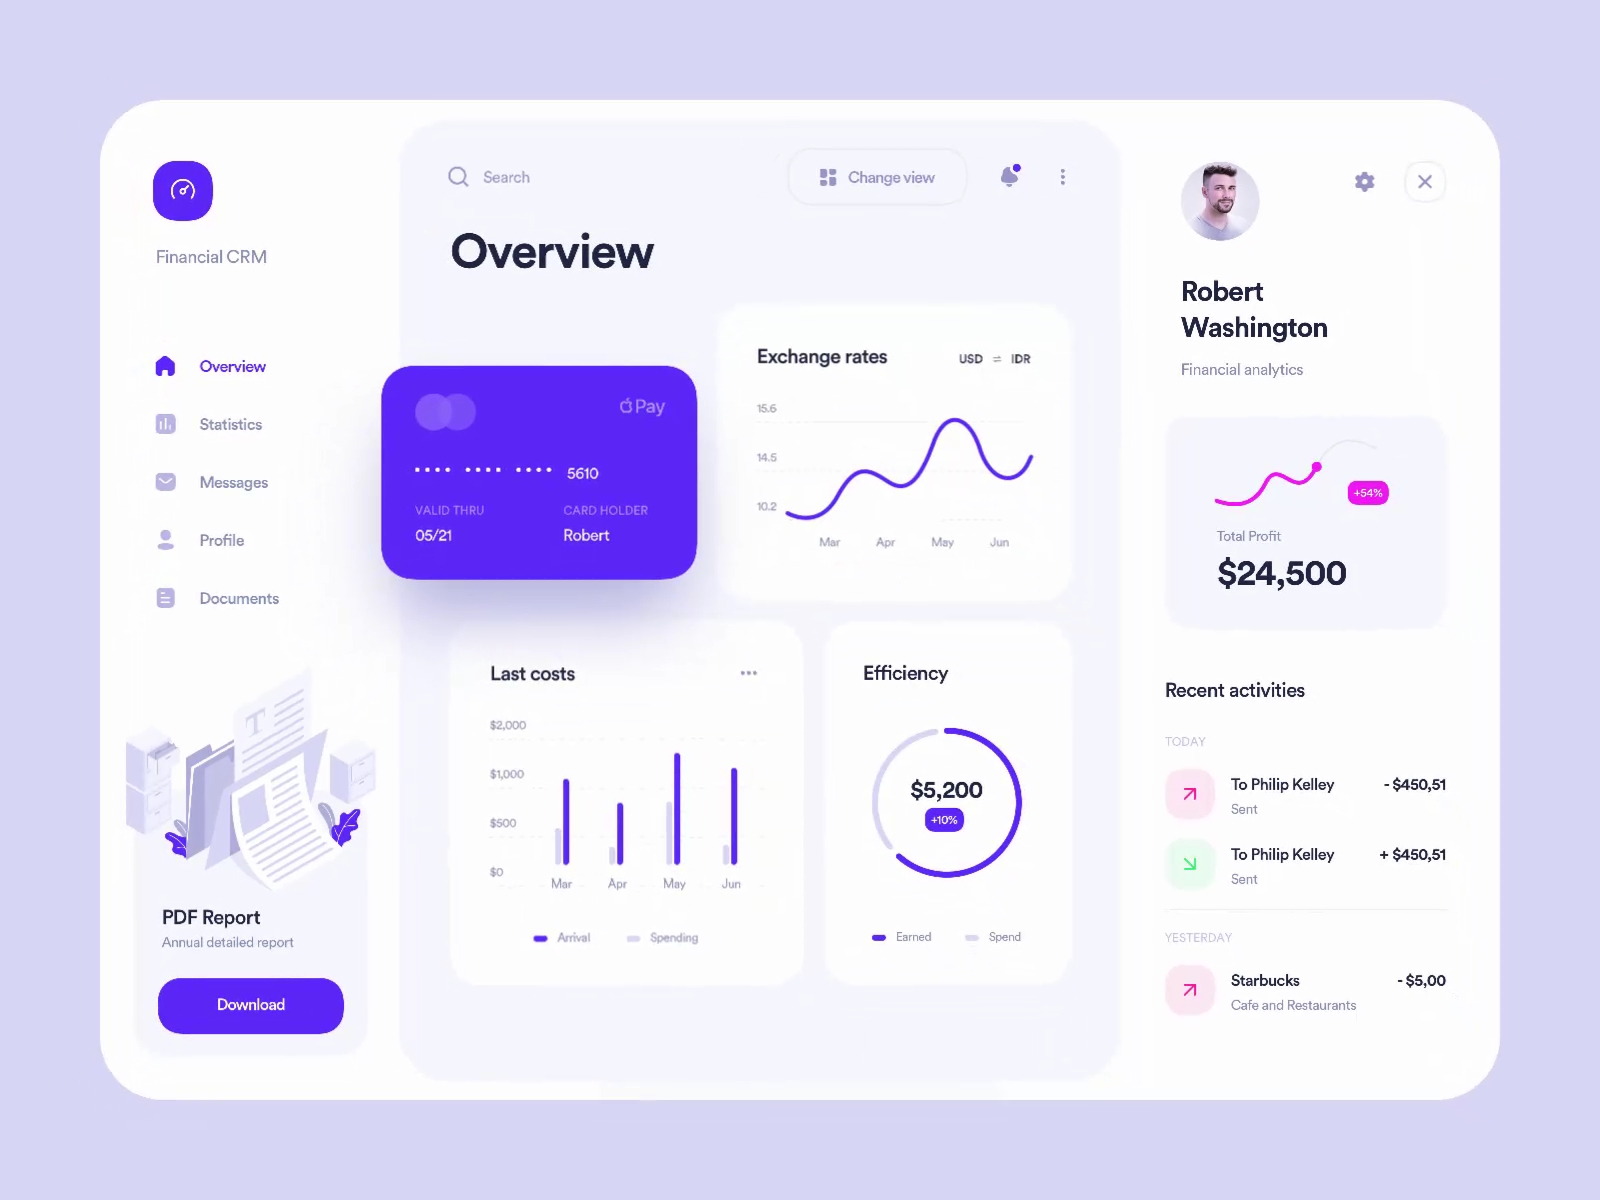 Financial CRM
Overview
Statistics
Messages
Profile
Documents
T
PDF Report
Annual detailed report
Download
Search
Change view
Overview
Pay
•••• •••• •••• 5610
VALID THRU
CARD HOLDER
05/21
Robert
Exchange rates
USD ⇌ IDR
15.6
14.5
10.2
Mar Apr May Jun
Last costs
$2,000
$1,000
$500
$0
Mar Apr May Jun
Arrival Spending
Efficiency
$5,200
+10%
Earned Spend
Robert
Washington
Financial analytics
+54%
Total Profit
$24,500
Recent activities
TODAY
To Philip Kelley - $450,51
Sent
To Philip Kelley + $450,51
Sent
YESTERDAY
Starbucks - $5,00
Cafe and Restaurants